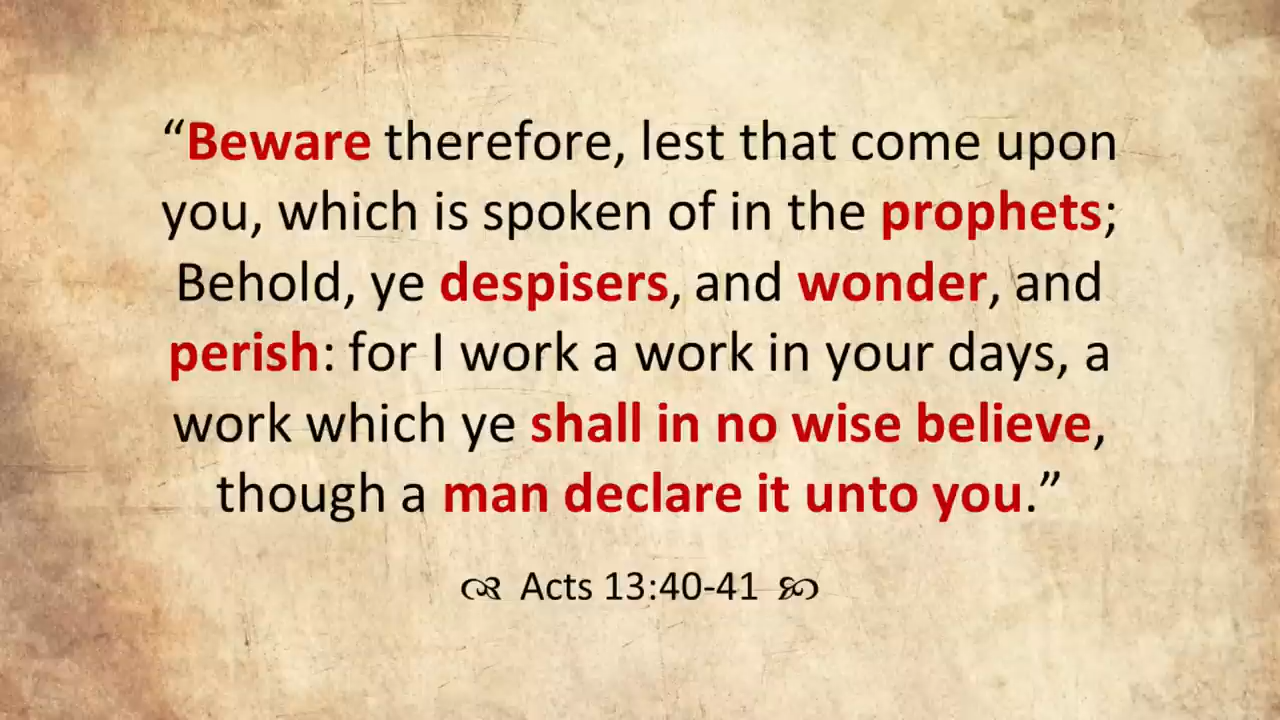 “Beware therefore, lest that come upon
you, which is spoken of in the prophets;
Behold, ye despisers, and wonder, and
perish: for I work a work in your days, a
work which ye shall in no wise believe,
though a man declare it unto you.”
Acts 13:40-41